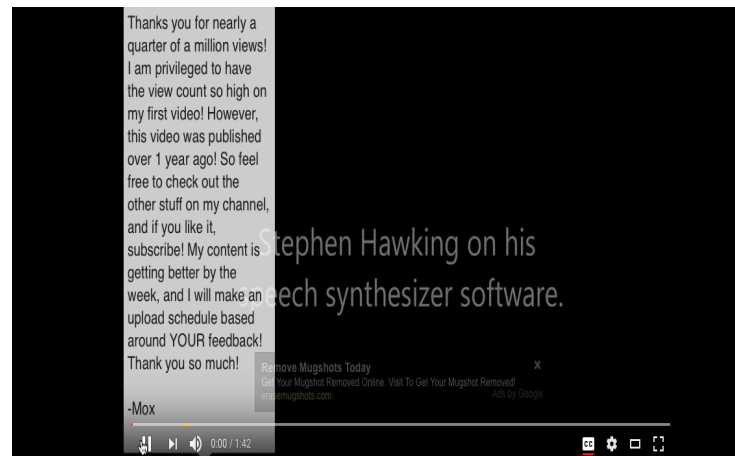 Thanks you for nearly a
quarter of a million views!
I am privileged to have
the view count so high on
my first video! However,
this video was published
over 1 year ago! So feel
free to check out the
other stuff on my channel,
and if you like it,
subscribe! My content is
getting better by the
week, and I will make an
upload schedule based
around YOUR feedback!
Thank you so much!
-Mox
Stephen Hawking on his
speech synthesizer software.
Remove Mugshots Today
x
Get Your Mugshot Removed Online. Visit To Get Your Mugshot Removed!
erasemugshots.com
Ads by Google
0:00 / 1:42
CC